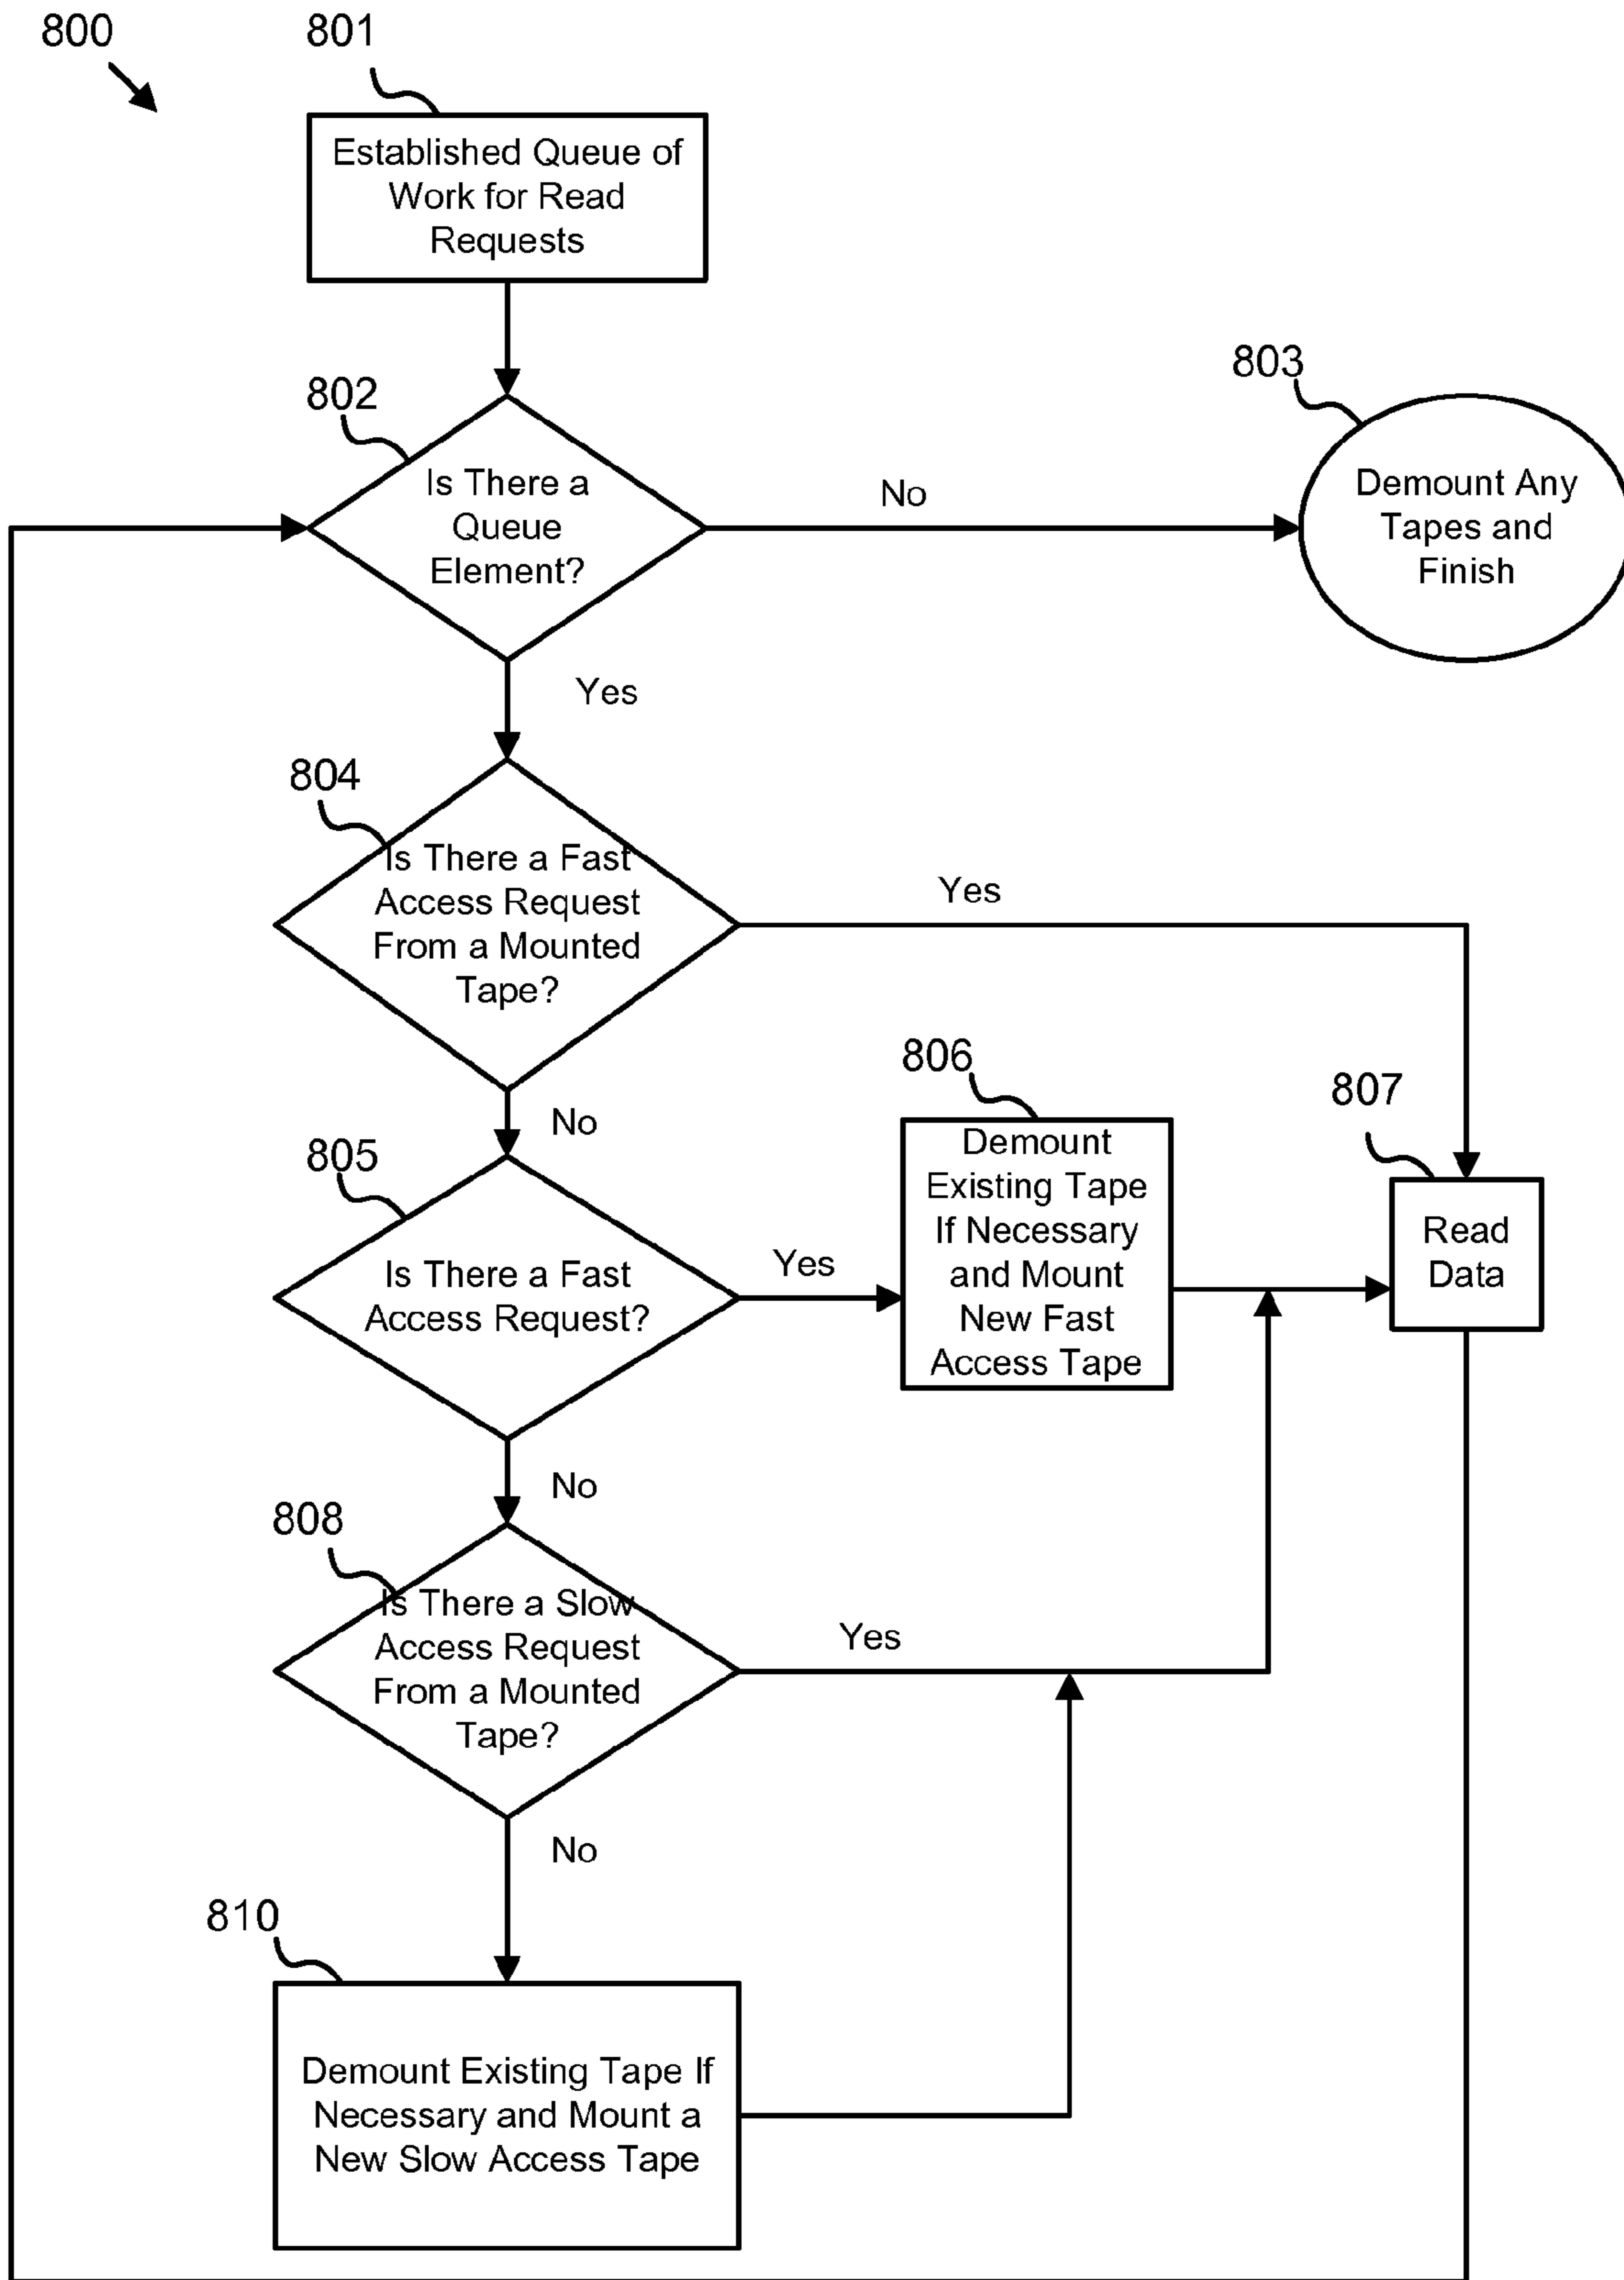 800
801
Established Queue of
Work for Read
Requests
802
Is There a
Queue
Element?
No
803
Demount Any
Tapes and
Finish
Yes
804
Is There a Fast
Access Request
From a Mounted
Tape?
Yes
No
805
Is There a Fast
Access Request?
Yes
806
Demount
Existing Tape
If Necessary
and Mount
New Fast
Access Tape
807
Read
Data
No
808
Is There a Slow
Access Request
From a Mounted
Tape?
Yes
No
810
Demount Existing Tape If
Necessary and Mount a
New Slow Access Tape